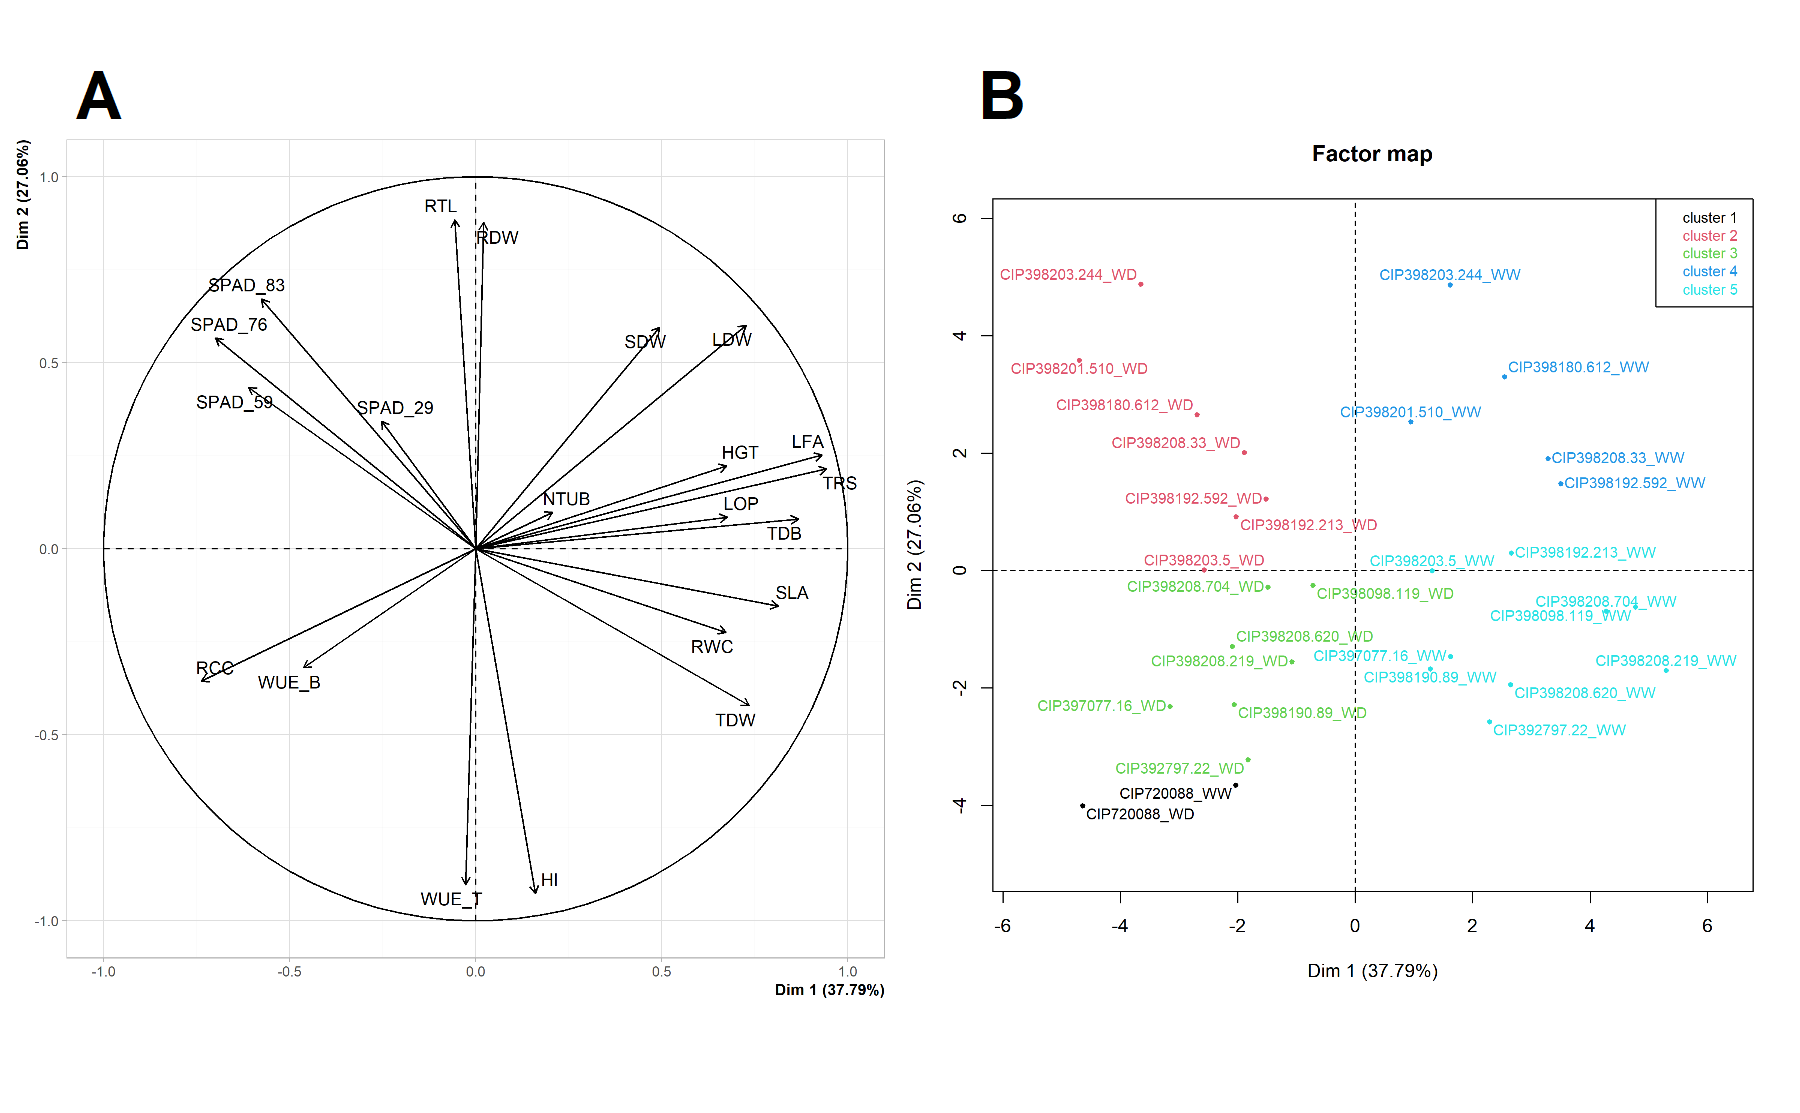 A
Dim 2 (27.06%)
1.0
0.5
0.0
-0.5
-1.0
RTL
RDW
SPAD_83
SPAD_76
SDW
LDW
SPAD_59
SPAD_29
HGT
LFA
TRS
NTUB
LOP
TDB
SLA
RWC
RCC
WUE_B
TDW
WUE_T
HI
-1.0
-0.5
0.0
0.5
1.0
Dim 1 (37.79%)
B
Factor map
Dim 2 (27.06%)
6
4
2
0
-2
-4
cluster 1
cluster 2
cluster 3
cluster 4
cluster 5
CIP398203.244_WD
CIP398203.244_WW
CIP398201.510_WD
CIP398180.612_WW
CIP398180.612_WD
CIP398201.510_WW
CIP398208.33_WD
CIP398208.33_WW
CIP398192.592_WW
CIP398192.592_WD
CIP398192.213_WD
CIP398192.213_WW
CIP398203.5_WD
CIP398203.5_WW
CIP398208.704_WD
CIP398098.119_WD
CIP398208.704_WW
CIP398098.119_WW
CIP398208.620_WD
CIP397077.16_WW
CIP398208.219_WD
CIP398208.219_WW
CIP398190.89_WW
CIP398208.620_WW
CIP397077.16_WD
CIP398190.89_WD
CIP392797.22_WW
CIP392797.22_WD
CIP720088_WW
CIP720088_WD
-6
-4
-2
0
2
4
6
Dim 1 (37.79%)